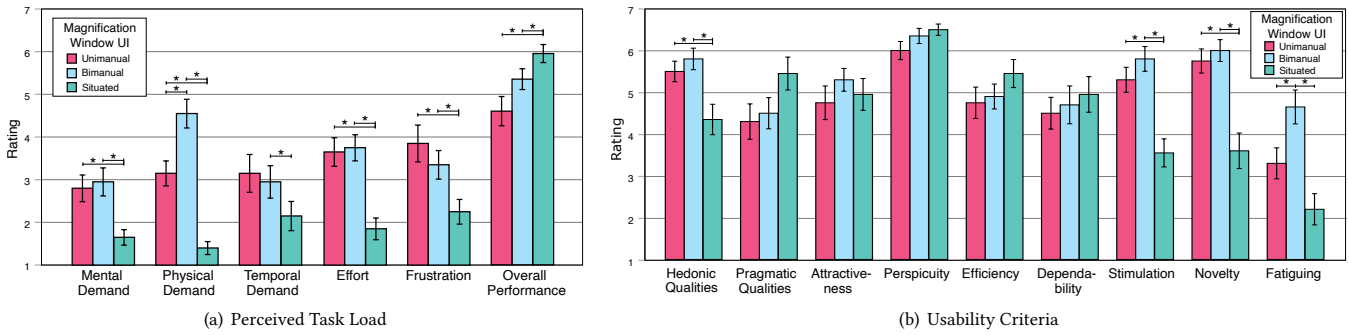 7
6
5
4
3
2
1
Rating
Magnification
Window UI
Unimanual
Bimanual
Situated
* *
* *
*
*
* *
* *
* *
Mental
Demand
Physical
Demand
Temporal
Demand
Effort
Frustration
Overall
Performance
(a) Perceived Task Load
7
6
5
4
3
2
1
Rating
Magnification
Window UI
Unimanual
Bimanual
Situated
* *
* *
* *
* *
Hedonic
Qualities
Pragmatic
Qualities
Attractive-
ness
Perspicuity
Efficiency
Dependa-
bility
Stimulation
Novelty
Fatiguing
(b) Usability Criteria